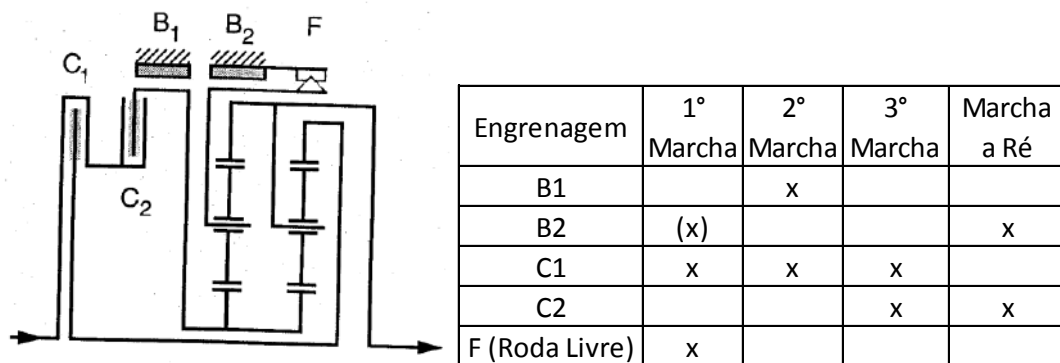 B1 B2 F
C1
C2
Engrenagem 1° Marcha 2° Marcha 3° Marcha Marcha a Ré
B1 x
B2 (x) x
C1 x x x
C2 x x
F (Roda Livre) x